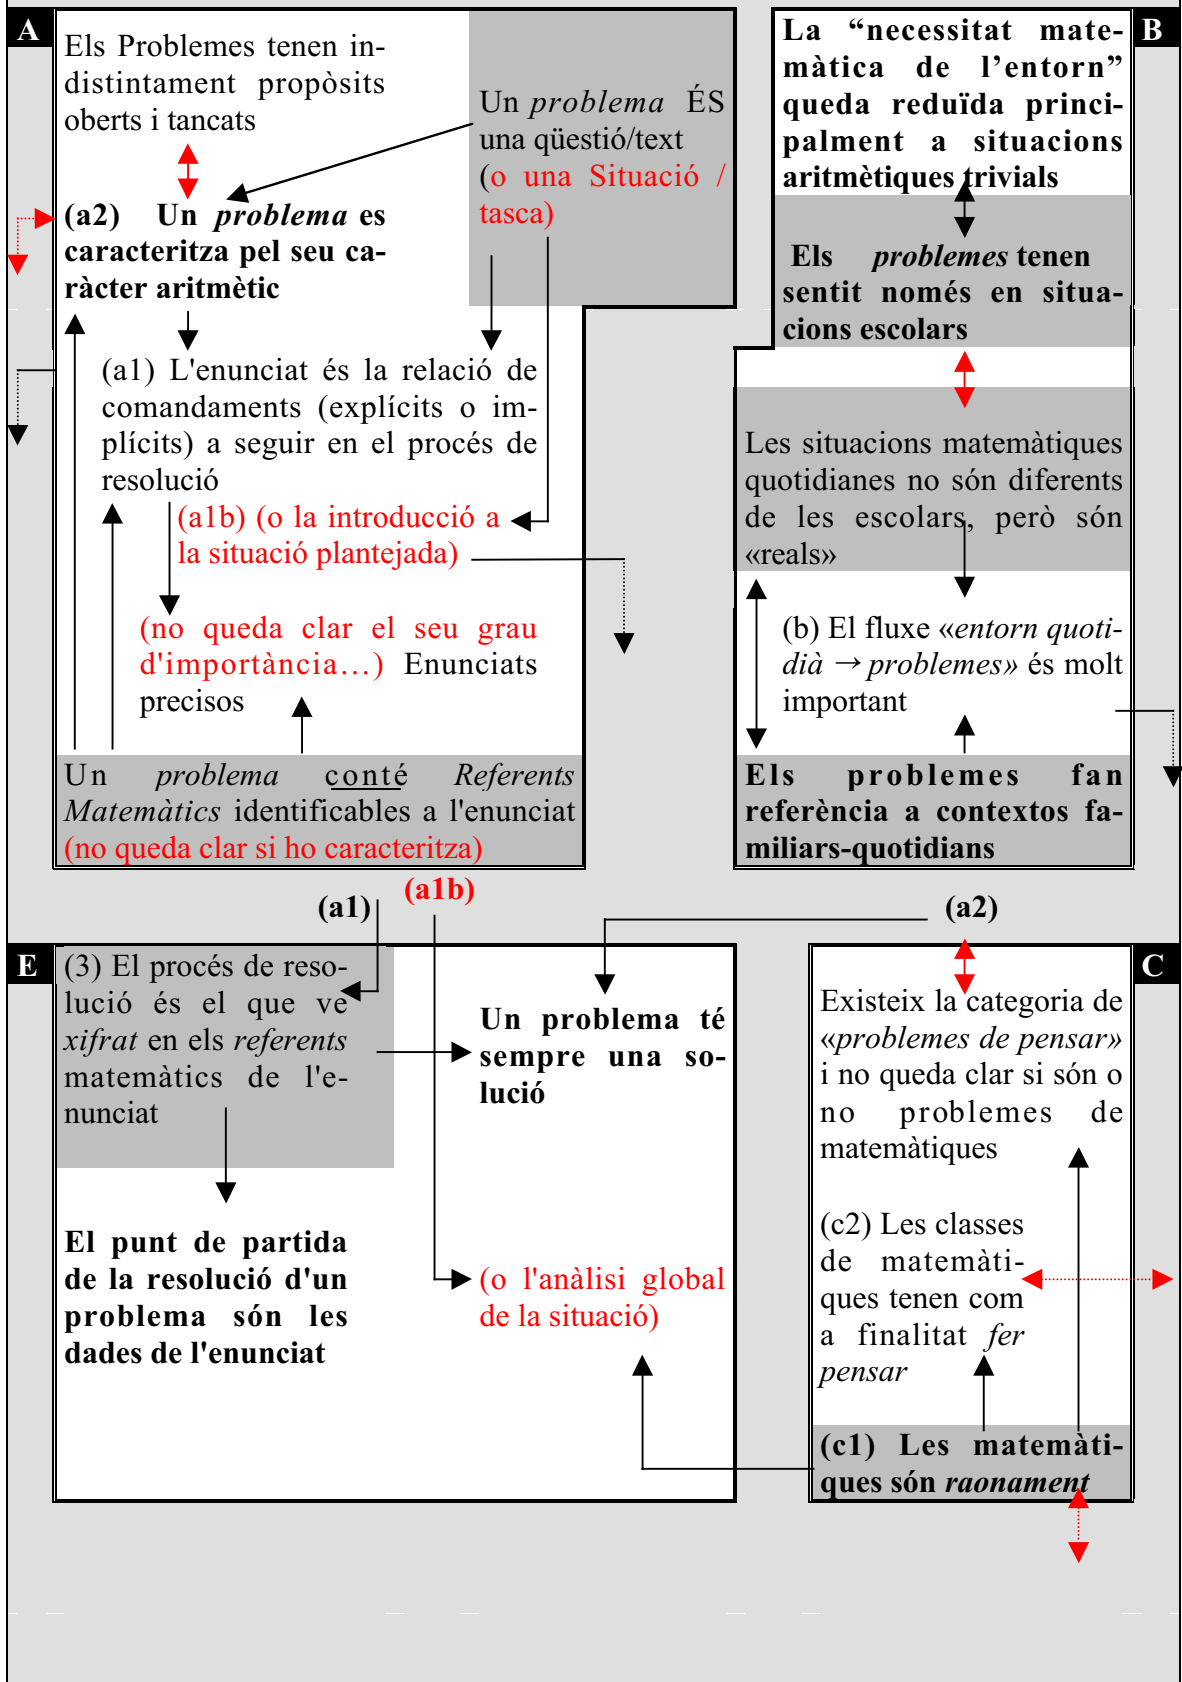 A
Els Problemes tenen in-
distintament propòsits
oberts i tancats
Un problema ÉS
una qüestió/text
(o una Situació /
tasca)
(a2) Un problema es
caracteritza pel seu ca-
ràcter aritmètic
(a1) L'enunciat és la relació de
comandaments (explícits o im-
plícits) a seguir en el procés de
resolució
(a1b) (o la introducció a
la situació plantejada)
(no queda clar el seu grau
d'importància…) Enunciats
precisos
Un problema conté Referents
Matemàtics identificables a l'enunciat
(no queda clar si ho caracteritza)
B
La “necessitat mate-
màtica de l’entorn”
queda reduïda princi-
palment a situacions
aritmètiques trivials
Els problemes tenen
sentit només en situa-
cions escolars
Les situacions matemàtiques
quotidianes no són diferents
de les escolars, però són
«reals»
(b) El fluxe «entorn quoti-
dià → problemes» és molt
important
Els problemes fan
referència a contextos fa-
miliars-quotidians
(a1)
(a1b)
(a2)
E
(3) El procés de reso-
lució és el que ve
xifrat en els referents
matemàtics de l'e-
nunciat
Un problema té
sempre una so-
lució
El punt de partida
de la resolució d'un
problema són les
dades de l'enunciat
(o l'anàlisi global
de la situació)
C
Existeix la categoria de
«problemes de pensar»
i no queda clar si són o
no problemes de
matemàtiques
(c2) Les classes
de matemàti-
ques tenen com
a finalitat fer
pensar
(c1) Les matemàti-
ques són raonament